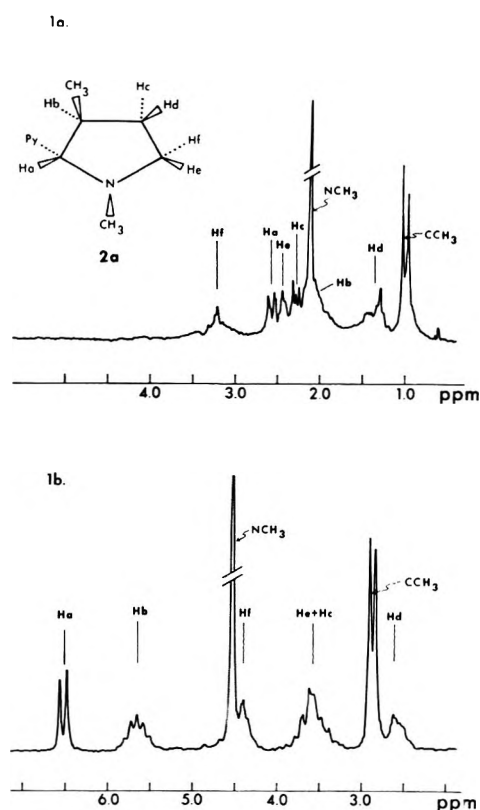 1a.
Hc
CH3
Hb
Hd
Py
Hf
Ha
N
He
CH3
2a
Hf
Ha
He
Hc
NCH3
Hb
Hd
CCH3
4.0 3.0 2.0 1.0 ppm
1b.
NCH3
Ha
Hb
Hf
He+Hc
CCH3
Hd
6.0 5.0 4.0 3.0 ppm